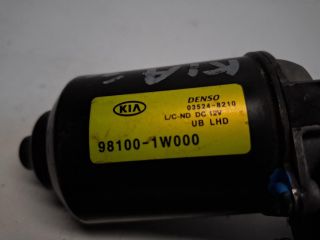 KIA
KIA
DENSO
03524-8210
L/C-ND DC 12V
UB LHD
98100-1W000